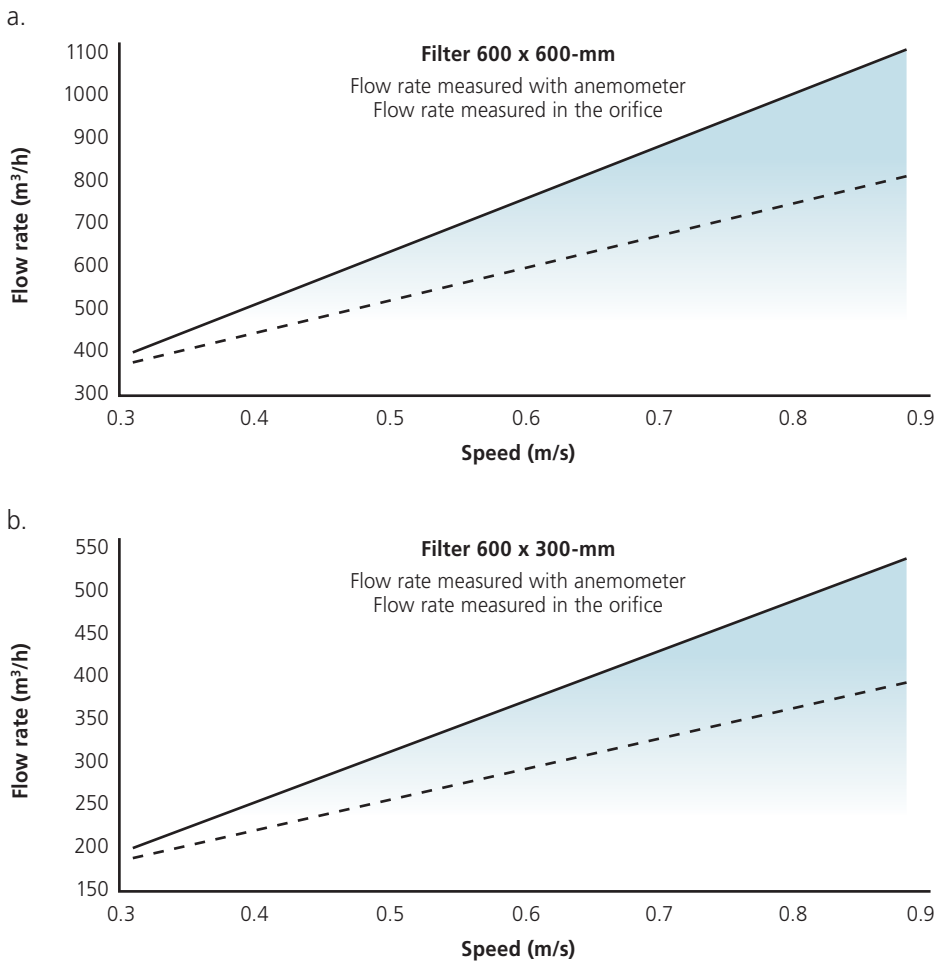 a.
Filter 600 x 600-mm
Flow rate measured with anemometer
Flow rate measured in the orifice
Flow rate (m³/h)
1100
1000
900
800
700
600
500
400
300
0.3 0.4 0.5 0.6 0.7 0.8 0.9
Speed (m/s)
b.
Filter 600 x 300-mm
Flow rate measured with anemometer
Flow rate measured in the orifice
Flow rate (m³/h)
550
500
450
400
350
300
250
200
150
0.3 0.4 0.5 0.6 0.7 0.8 0.9
Speed (m/s)